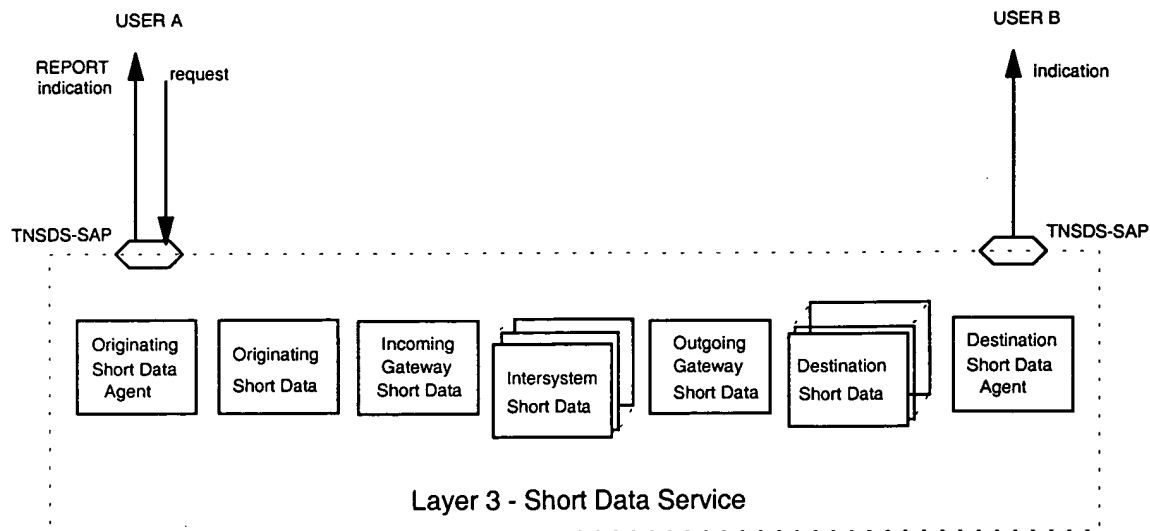 USER A
USER B
REPORT
indication
request
indication
TNSDS-SAP
TNSDS-SAP
Originating
Short Data
Agent
Originating
Short Data
Incoming
Gateway
Short Data
Intersystem
Short Data
Outgoing
Gateway
Short Data
Destination
Short Data
Destination
Short Data
Agent
Layer 3 - Short Data Service